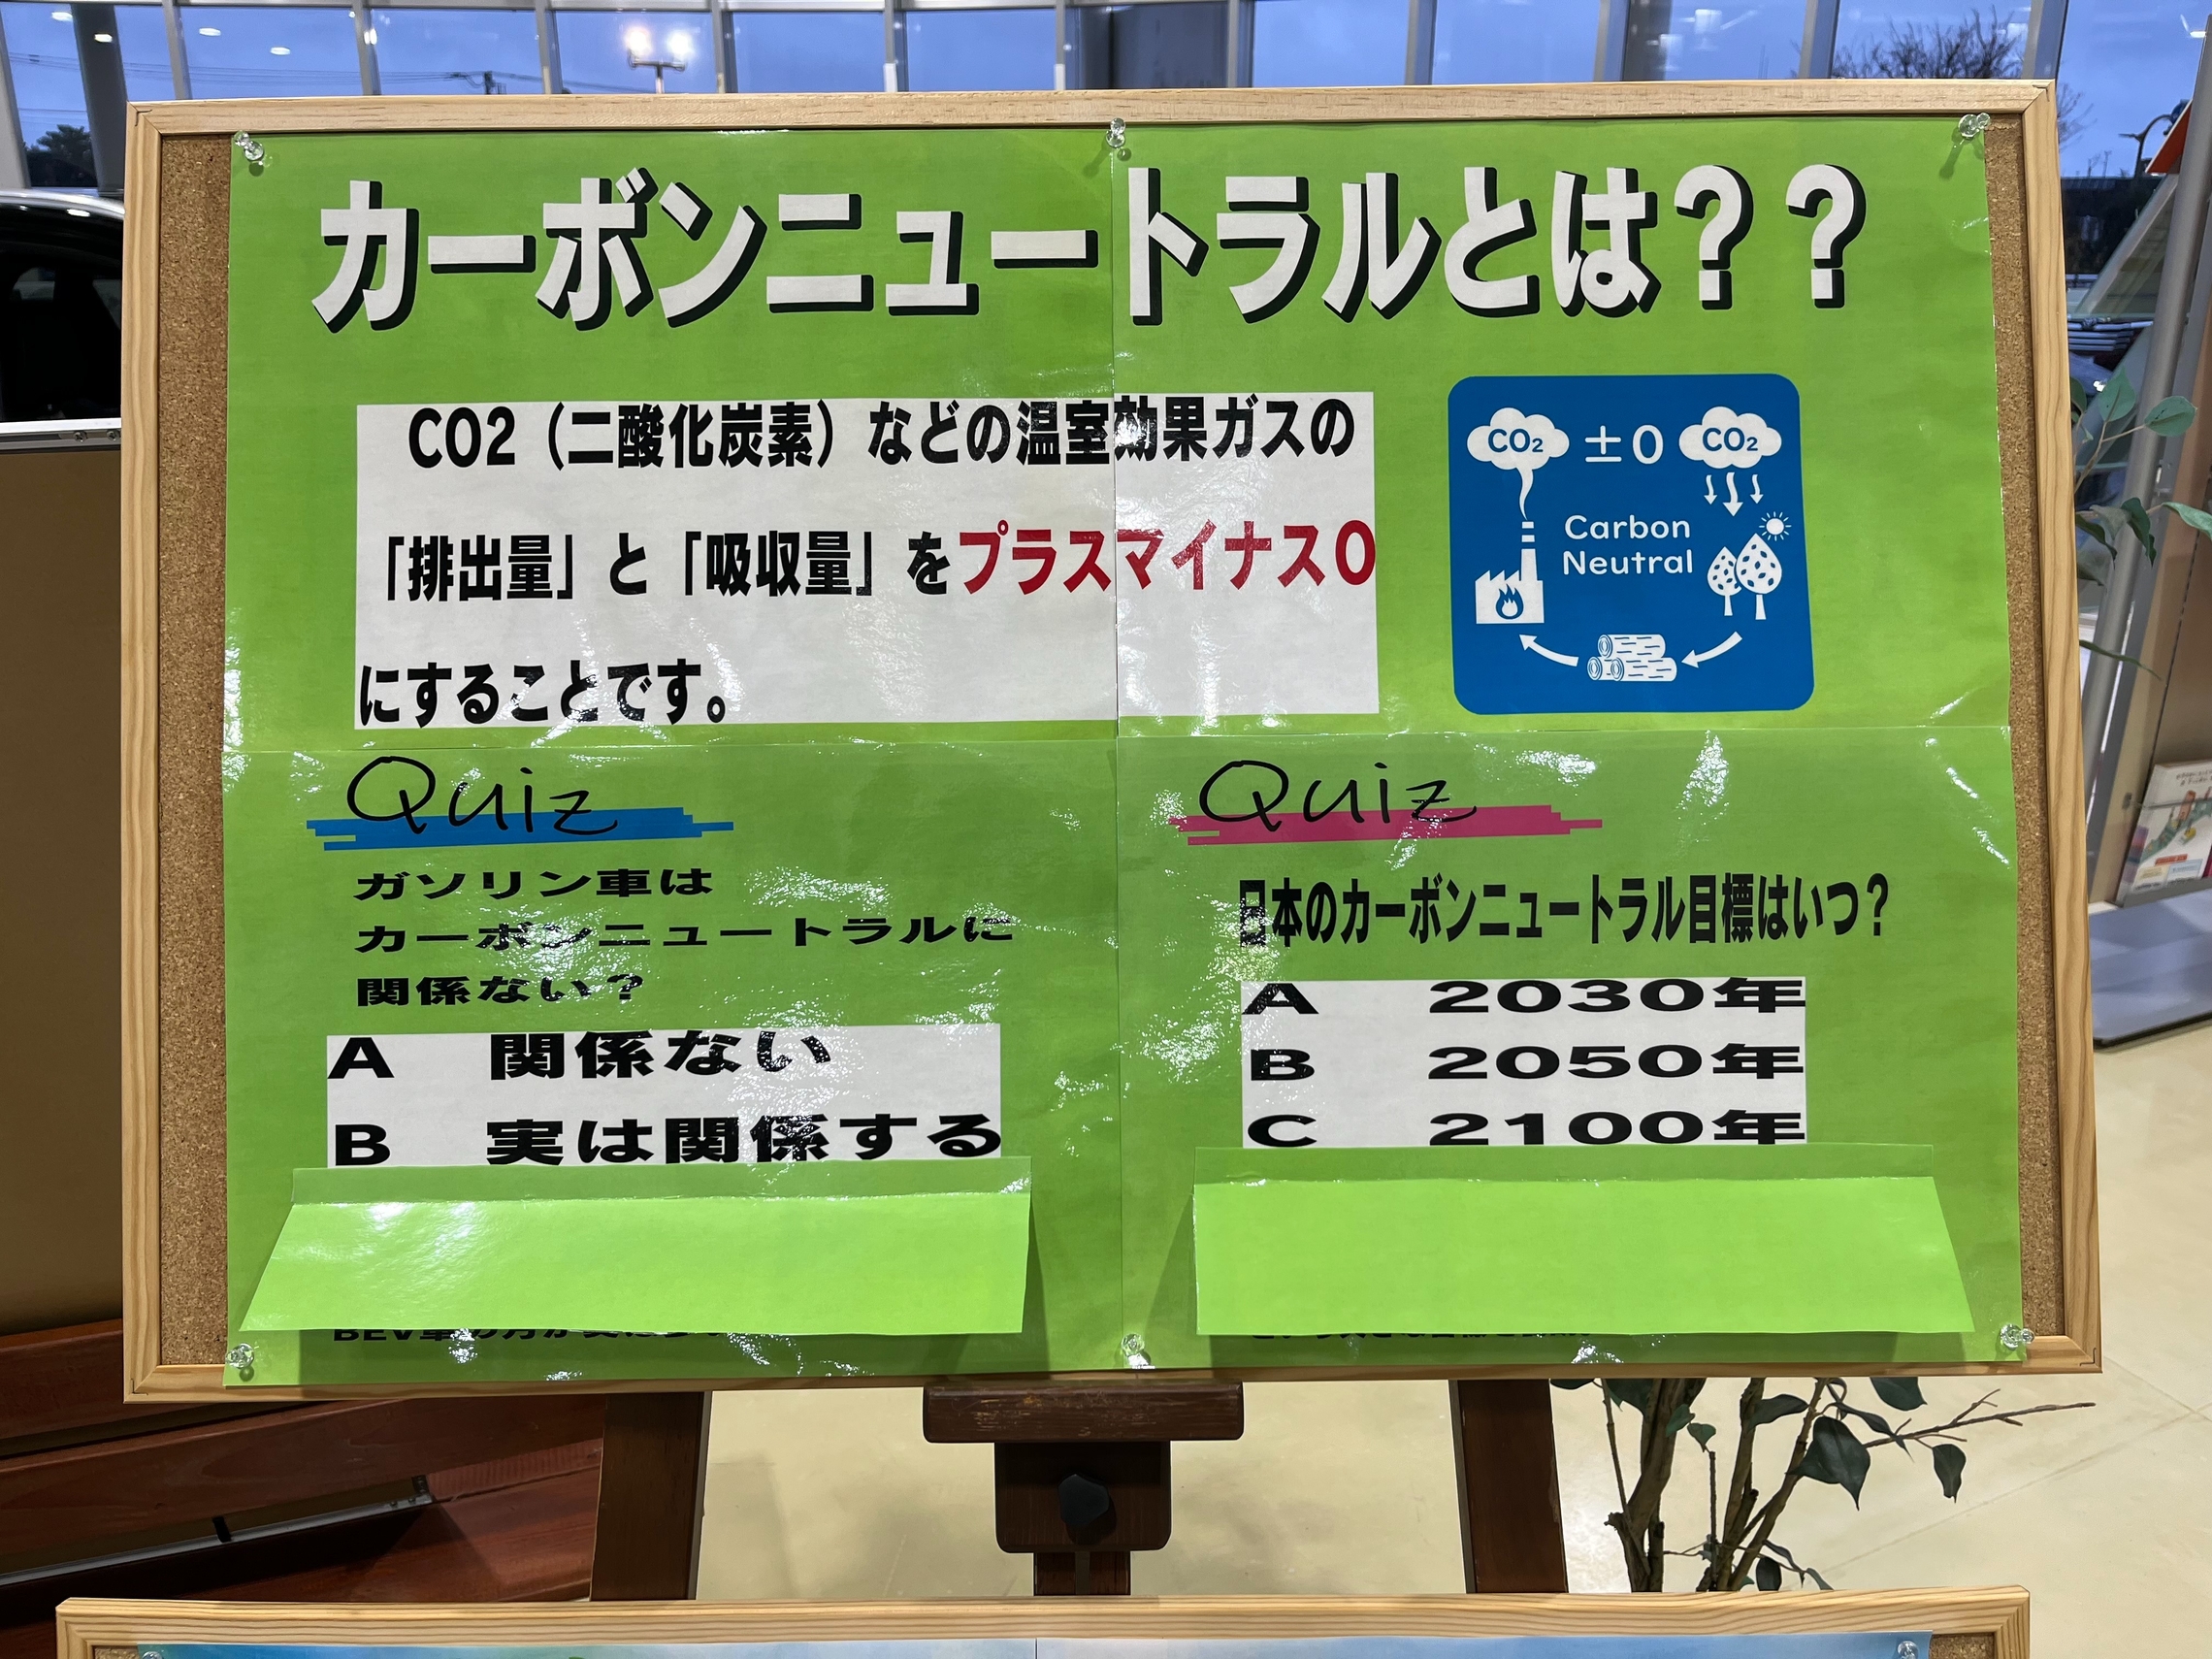 カーボンニュートラルとは？？
CO2（二酸化炭素）などの温室効果ガスの
「排出量」と「吸収量」をプラスマイナス0
にすることです。
CO₂ ±0 CO₂
Carbon
Neutral
Quiz
ガソリン車は
カーボンニュートラルに
関係ない？
A 関係ない
B 実は関係する
Quiz
日本のカーボンニュートラル目標はいつ？
A 2030年
B 2050年
C 2100年